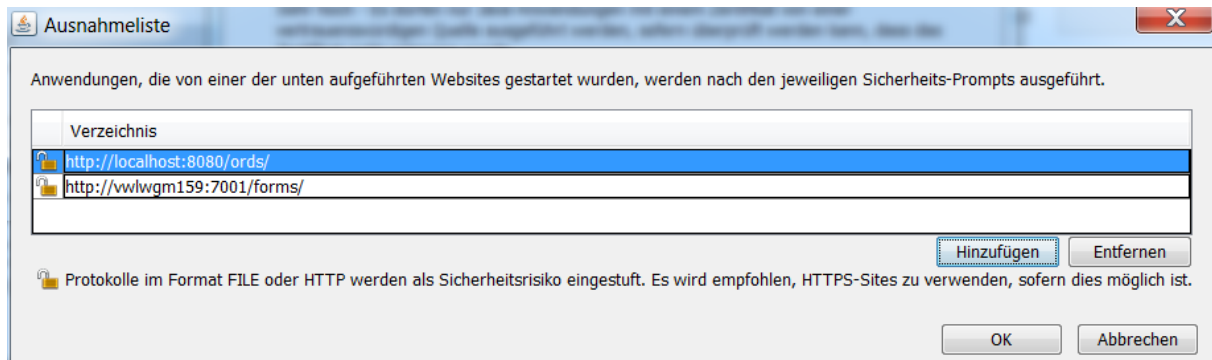 Ausnahmeliste
Anwendungen, die von einer der unten aufgeführten Websites gestartet wurden, werden nach den jeweiligen Sicherheits-Prompts ausgeführt.
Verzeichnis
http://localhost:8080/ords/
http://vwlwgm159:7001/forms/
Hinzufügen Entfernen
Protokolle im Format FILE oder HTTP werden als Sicherheitsrisiko eingestuft. Es wird empfohlen, HTTPS-Sites zu verwenden, sofern dies möglich ist.
OK Abbrechen